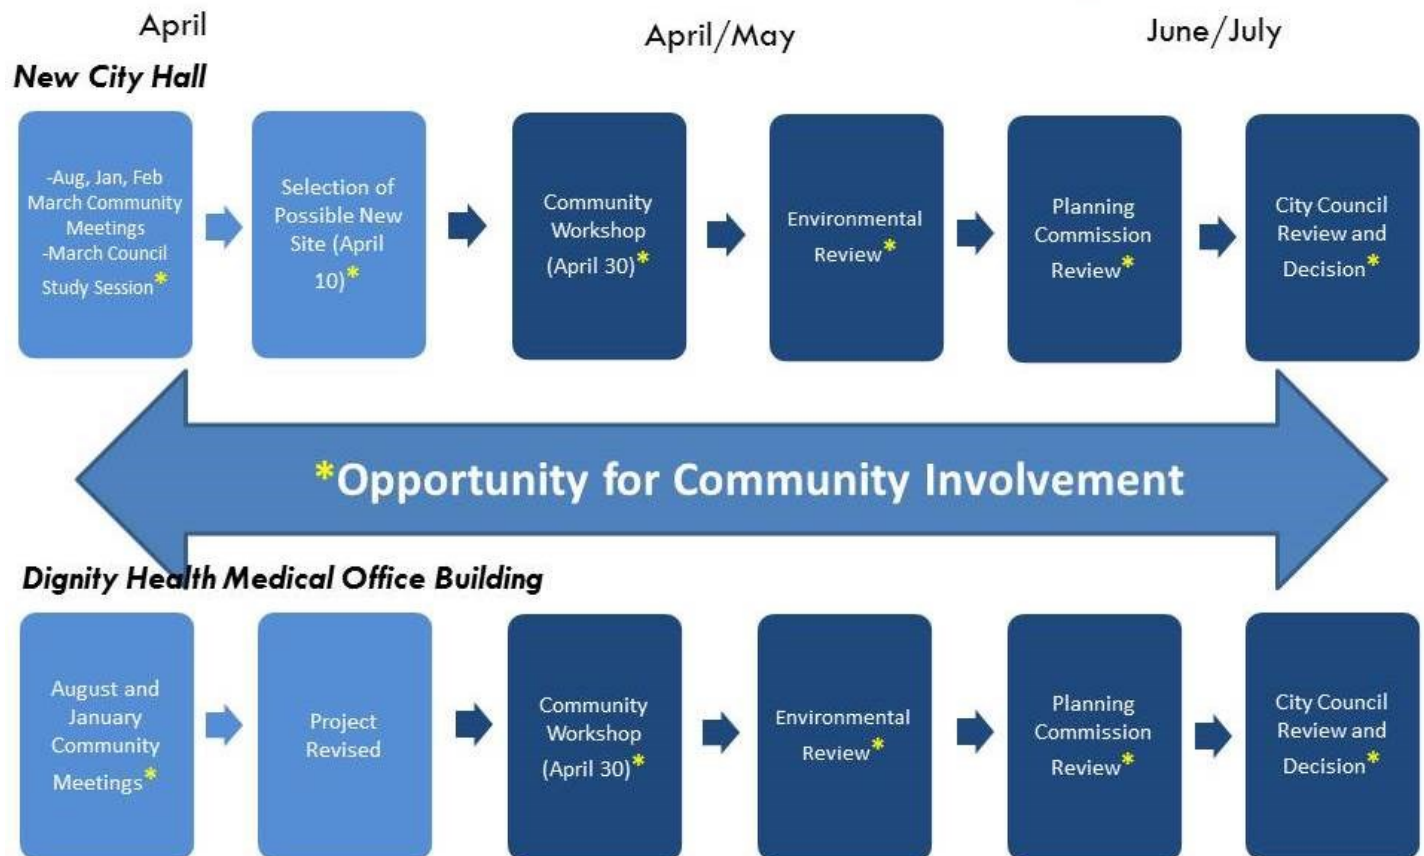 April
April/May
June/July
New City Hall
-Aug, Jan, Feb
March Community
Meetings
-March Council
Study Session*
Selection of
Possible New
Site (April
10)*
Community
Workshop
(April 30)*
Environmental
Review*
Planning
Commission
Review*
City Council
Review and
Decision*
*Opportunity for Community Involvement
Dignity Health Medical Office Building
August and
January
Community
Meetings*
Project
Revised
Community
Workshop
(April 30)*
Environmental
Review*
Planning
Commission
Review*
City Council
Review and
Decision*